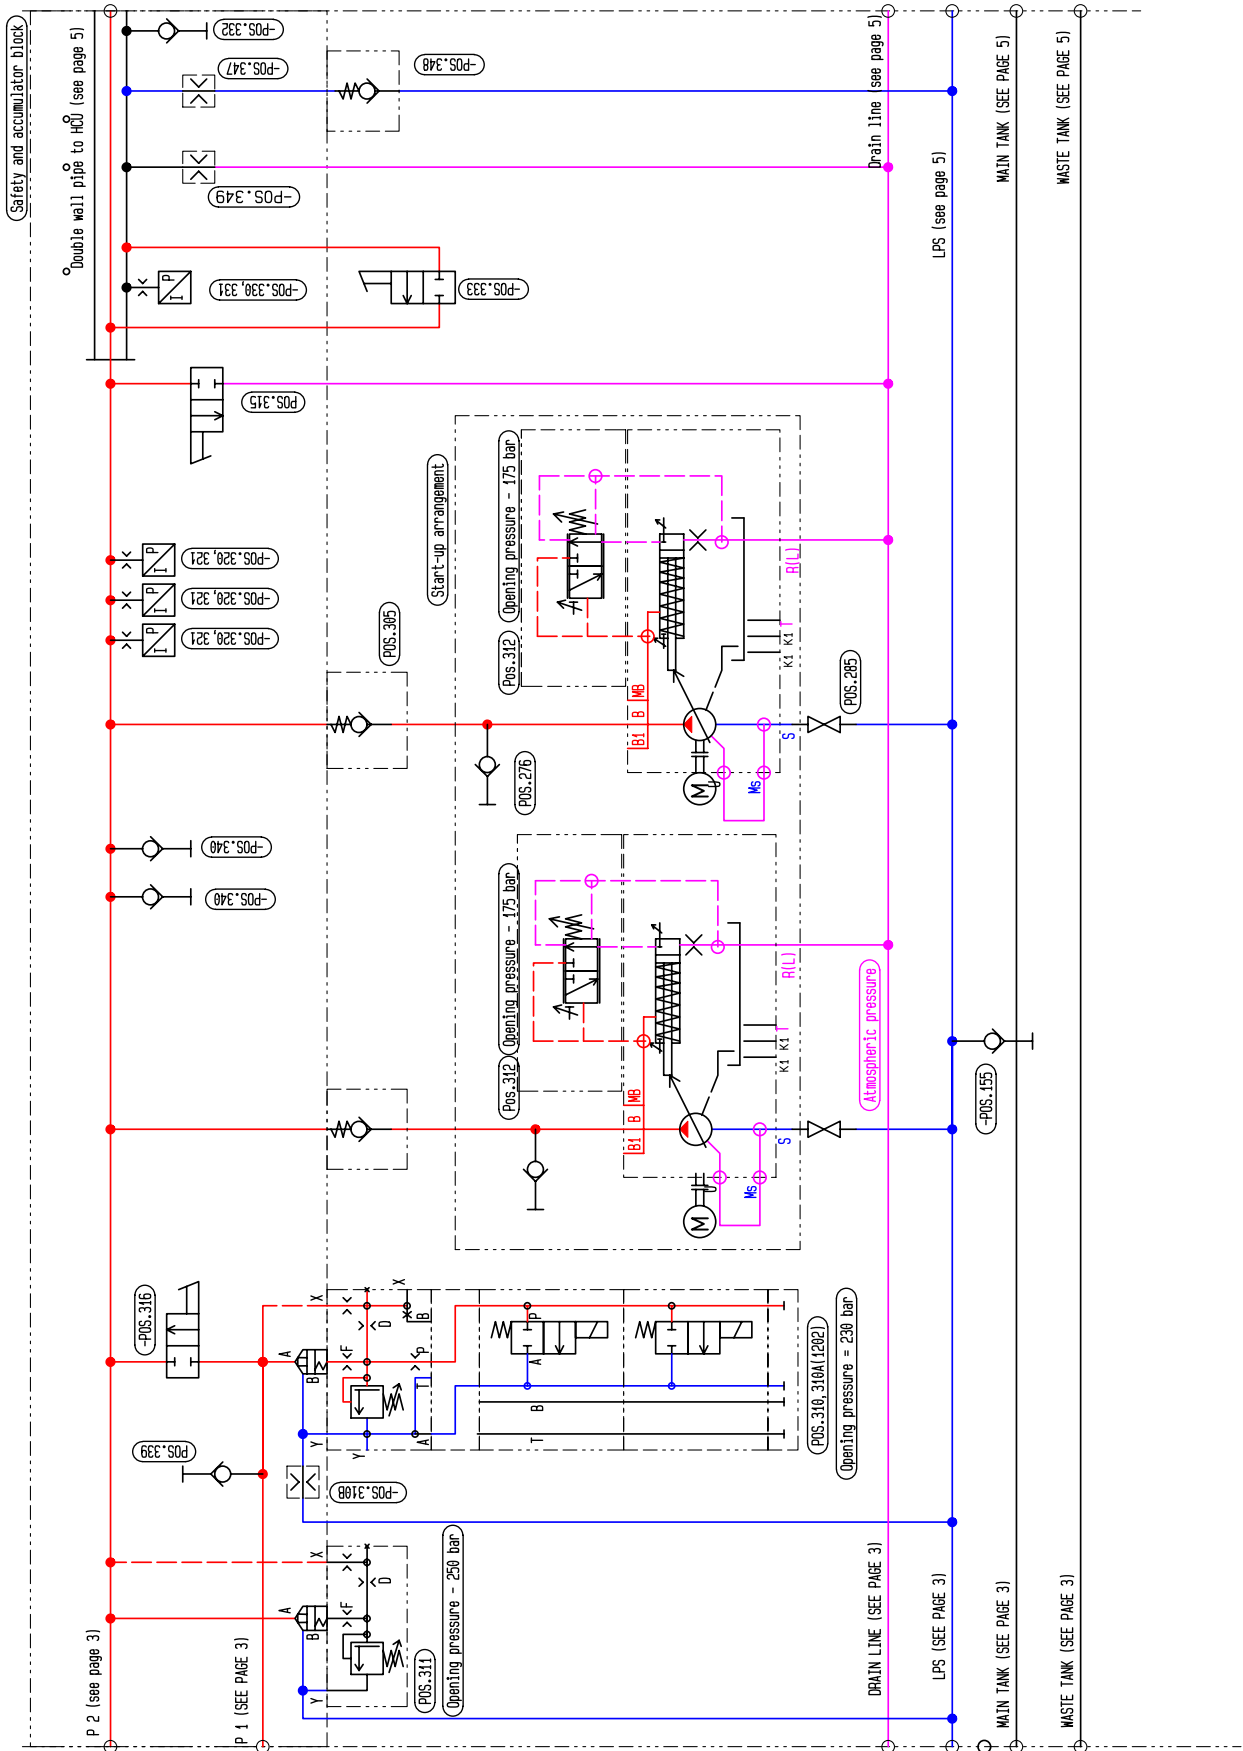 Safety and accumulator block
Double wall pipe to HCU (see page 5)
-POS.332
-POS.347
-POS.348
-POS.349
Drain line (see page 5)
LPS (see page 5)
MAIN TANK (SEE PAGE 5)
WASTE TANK (SEE PAGE 5)
P
I
-POS.330,331
-POS.333
POS.315
P
I
-POS.320,321
P
I
-POS.320,321
P
I
-POS.320,321
POS.305
Start-up arrangement
Opening pressure - 175 bar
Pos.312
R(L)
T
K1
K1
MB
B
B1
M
U
Ms
S
POS.285
POS.276
-POS.340
-POS.340
Opening pressure - 175 bar
Pos.312
R(L)
T
K1
K1
MB
B
B1
M
U
Ms
S
Atmospheric pressure
-POS.155
-POS.316
POS.339
-POS.310B
X
X
A
B
F
D
B
P
T
A
Y
Y
P
A
B
T
POS.310,310A(1202)
Opening pressure = 230 bar
X
A
B
F
D
Y
POS.311
Opening pressure - 250 bar
P 2 (see page 3)
P 1 (SEE PAGE 3)
DRAIN LINE (SEE PAGE 3)
LPS (SEE PAGE 3)
MAIN TANK (SEE PAGE 3)
WASTE TANK (SEE PAGE 3)